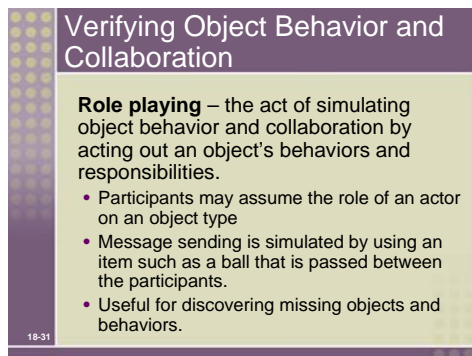 Verifying Object Behavior and
Collaboration
Role playing – the act of simulating
object behavior and collaboration by
acting out an object’s behaviors and
responsibilities.
• Participants may assume the role of an actor
on an object type
• Message sending is simulated by using an
item such as a ball that is passed between
the participants.
• Useful for discovering missing objects and
behaviors.
18-31